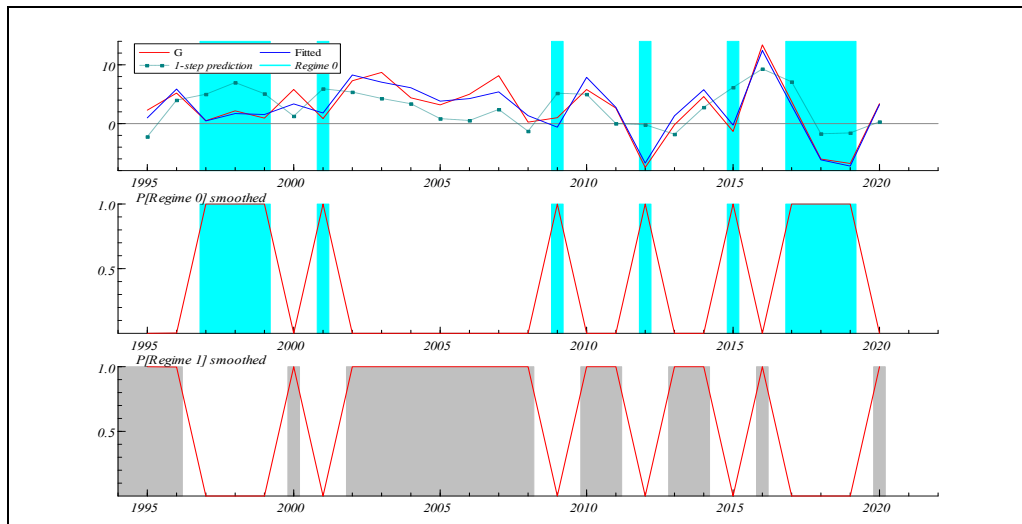 G Fitted
1-step prediction Regime 0
10
0
1995 2000 2005 2010 2015 2020
P[Regime 0] smoothed
1.0
0.5
1995 2000 2005 2010 2015 2020
P[Regime 1] smoothed
1.0
0.5
1995 2000 2005 2010 2015 2020